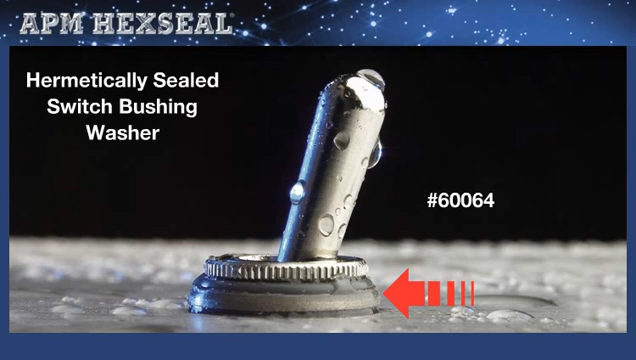 APM HEXSEAL
Hermetically Sealed
Switch Bushing
Washer
#60064